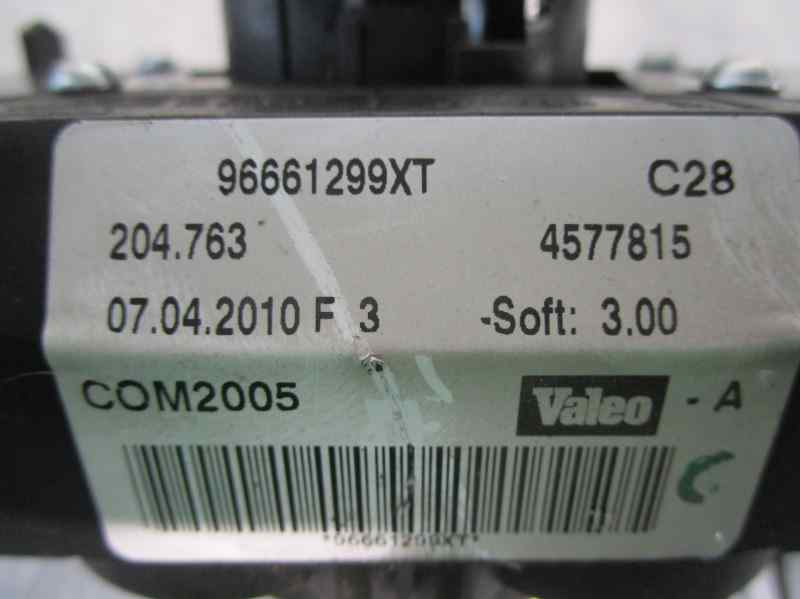 96661299XT C28
204.763 4577815
07.04.2010 F 3 -Soft: 3.00
COM2005 Valeo - A
*96661299XT*